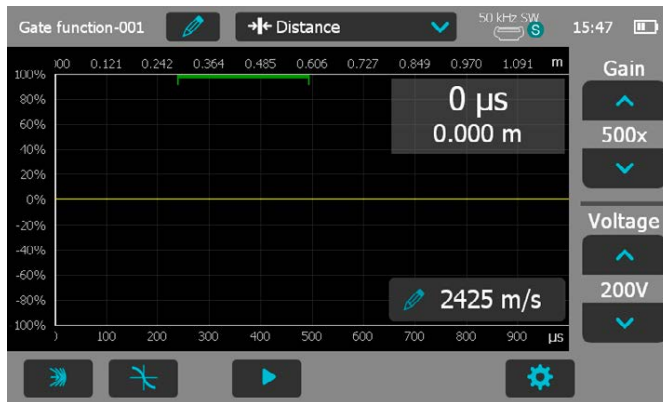 Gate function-001
Distance
50 kHz SW
S
15:47
00 0.121 0.242 0.364 0.485 0.606 0.727 0.849 0.970 1.091 m
100%
80%
60%
40%
20%
0%
-20%
-40%
-60%
-80%
100%
0 µs
0.000 m
2425 m/s
100 200 300 400 500 600 700 800 900 µs
Gain
500x
Voltage
200V